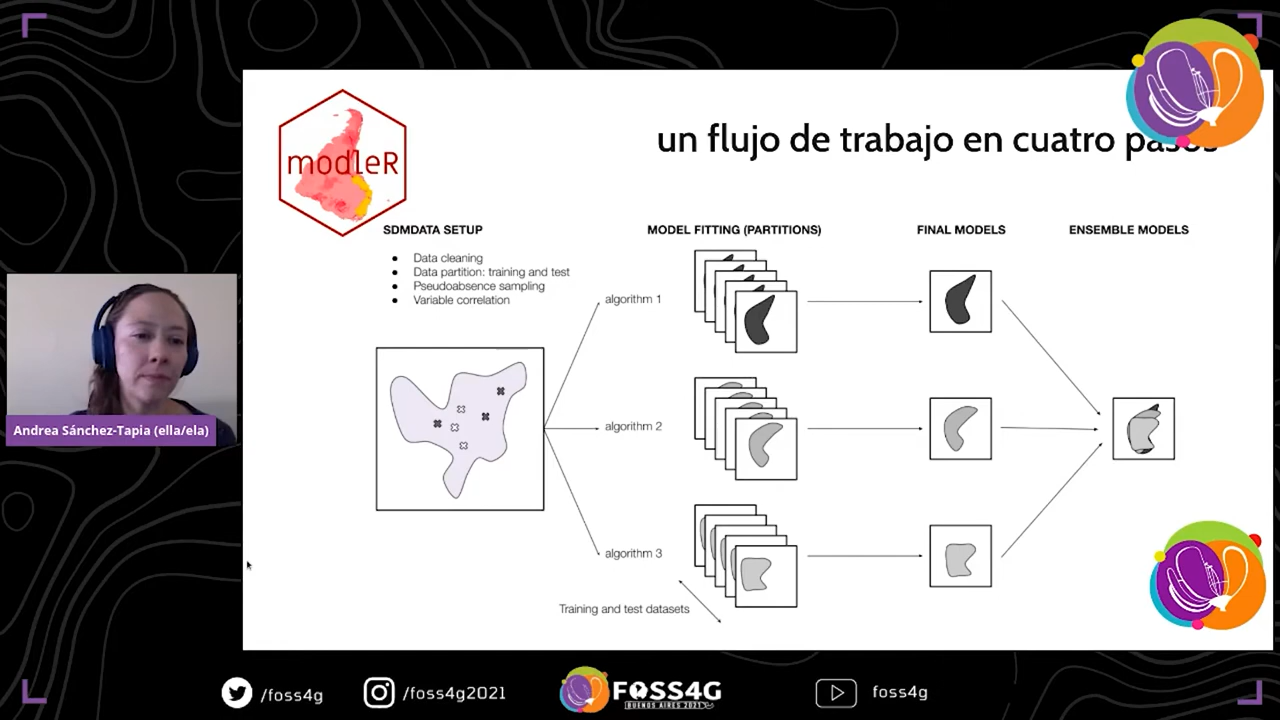 modleR
un flujo de trabajo en cuatro pasos
SDMDATA SETUP
● Data cleaning
● Data partition: training and test
● Pseudoabsence sampling
● Variable correlation
MODEL FITTING (PARTITIONS)
FINAL MODELS
ENSEMBLE MODELS
algorithm 1
algorithm 2
algorithm 3
Training and test datasets
Andrea Sánchez-Tapia (ella/ela)
/foss4g
/foss4g2021
FOSS4G
BUENOS AIRES 2021
foss4g